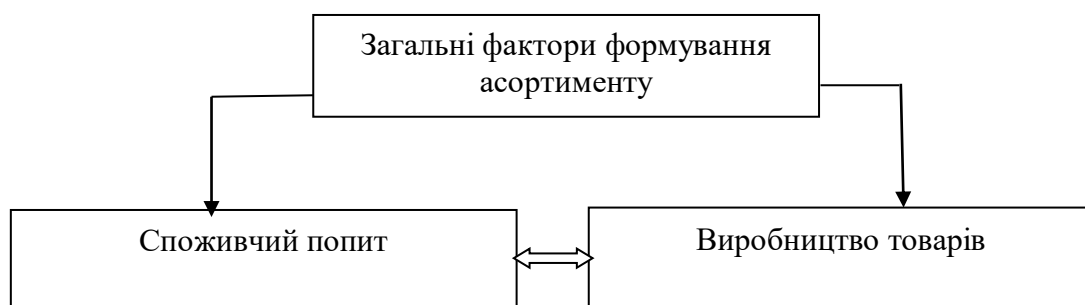 Загальні фактори формування
асортименту
Споживчий попит
Виробництво товарів